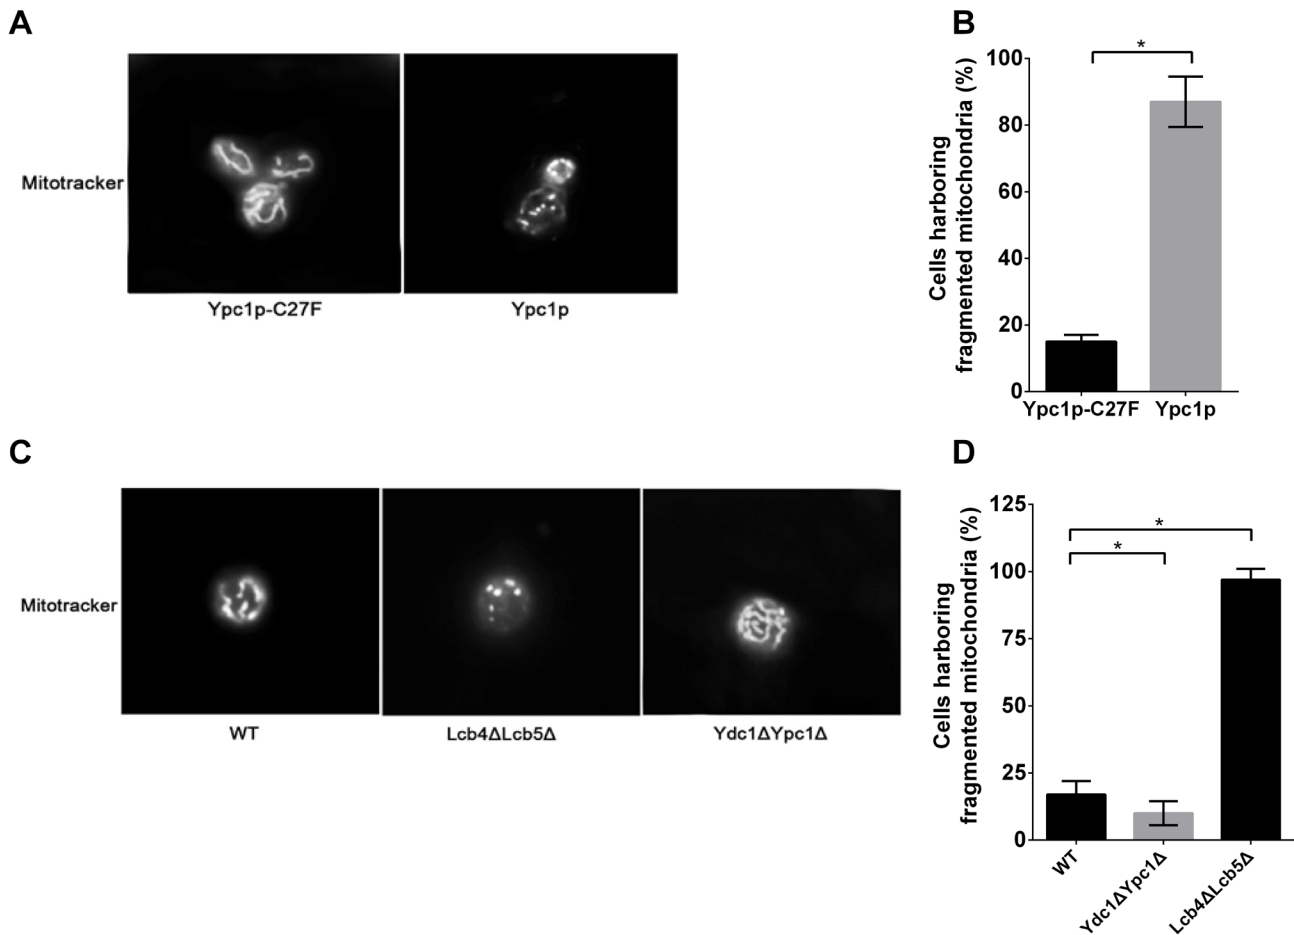 A
Mitotracker
Ypc1p-C27F
Ypc1p
B
Cells harboring
fragmented mitochondria (%)
100
80
60
40
20
0
*
Ypc1p-C27F
Ypc1p
C
Mitotracker
WT
Lcb4ΔLcb5Δ
Ydc1ΔYpc1Δ
D
Cells harboring
fragmented mitochondria (%)
125
100
75
50
25
0
*
*
WT
Ydc1ΔYpc1Δ
Lcb4ΔLcb5Δ